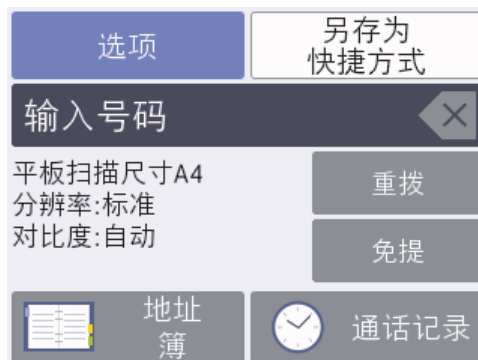 选项
另存为
快捷方式
输入号码
平板扫描尺寸A4
分辨率:标准
对比度:自动
重拨
免提
地址
簿
通话记录